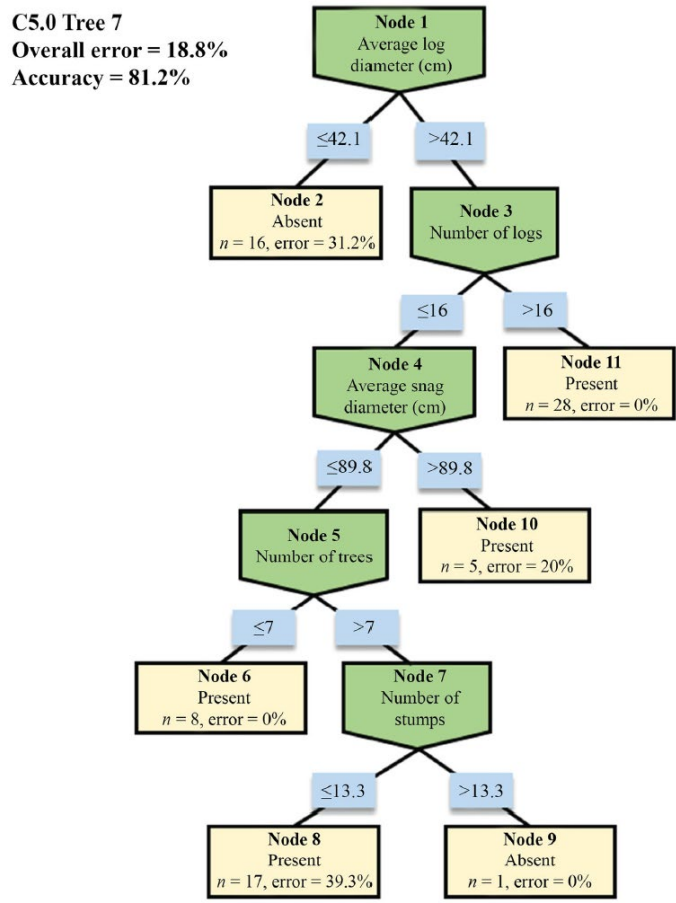 C5.0 Tree 7
Overall error = 18.8%
Accuracy = 81.2%
Node 1
Average log
diameter (cm)
≤42.1
>42.1
Node 2
Absent
n = 16, error = 31.2%
Node 3
Number of logs
≤16
>16
Node 4
Average snag
diameter (cm)
Node 11
Present
n = 28, error = 0%
≤89.8
>89.8
Node 5
Number of trees
Node 10
Present
n = 5, error = 20%
≤7
>7
Node 6
Present
n = 8, error = 0%
Node 7
Number of
stumps
≤13.3
>13.3
Node 8
Present
n = 17, error = 39.3%
Node 9
Absent
n = 1, error = 0%